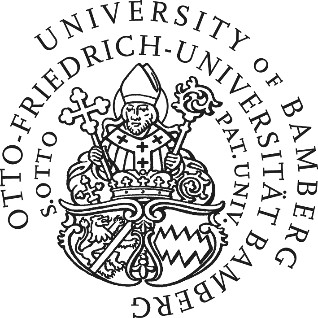 UNIVERSITY OF BAMBERG
OTTO-FRIEDRICH-UNIVERSITÄT BAMBERG
S. OTTO
PAT. UNIV.